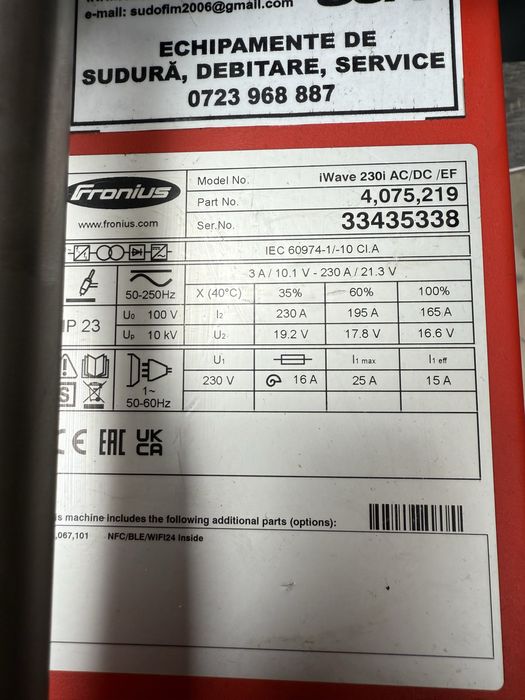 e-mail: sudofim2006@gmail.com
ECHIPAMENTE DE
SUDURĂ, DEBITARE, SERVICE
0723 968 887
Fronius
www.fronius.com
Model No. iWave 230i AC/DC /EF
Part No. 4,075,219
Ser.No. 33435338
IEC 60974-1/-10 Cl.A
3 A / 10.1 V - 230 A / 21.3 V
50-250Hz X (40°C) 35% 60% 100%
IP 23 U₀ 100 V I₂ 230 A 195 A 165 A
Uₚ 10 kV U₂ 19.2 V 17.8 V 16.6 V
U₁ I₁ max I₁ eff
1~ 230 V 16 A 25 A 15 A
50-60Hz
S
CE EAC UK
CA
is machine includes the following additional parts (options):
,067,101 NFC/BLE/WIFI24 Inside